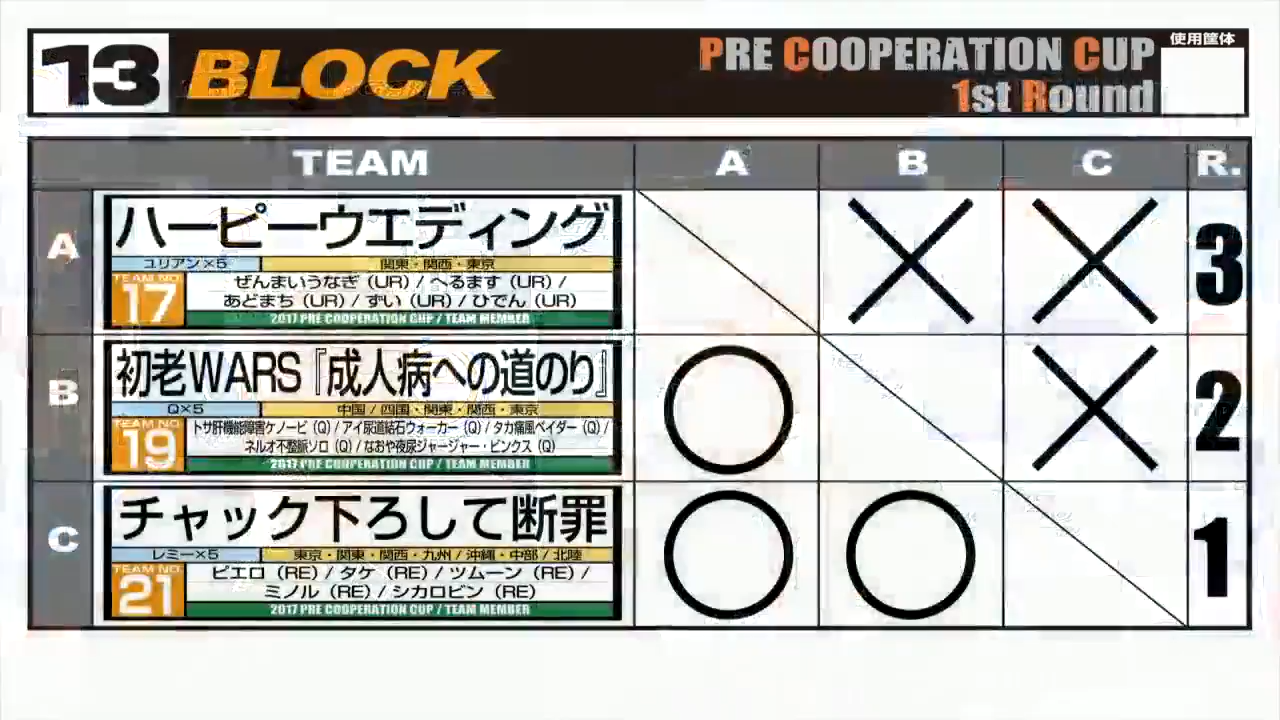 13 BLOCK
PRE COOPERATION CUP
1st Round
使用筐体
TEAM A B C R.
A
ハーピーウエディング
ユリアン×5 関東・関西・東京
TEAM NO.
17
ぜんまいうなぎ（UR）/ へるます（UR）/
あどまち（UR）/ ずい（UR）/ ひでん（UR）
2017 PRE COOPERATION CUP / TEAM MEMBER
× × 3
B
初老WARS『成人病への道のり』
Q×5 中国 / 四国・関東・関西・東京
TEAM NO.
19
トサ肝機能障害ケノービ（Q）/ アイ尿道結石ウォーカー（Q）/ タカ痛風ベイダー（Q）/
ネルオ不整脈ソロ（Q）/ なおや夜尿ジャージャー・ビンクス（Q）
2017 PRE COOPERATION CUP / TEAM MEMBER
○ × 2
C
チャック下ろして断罪
レミー×5 東京・関東・関西・九州 / 沖縄・中部 / 北陸
TEAM NO.
21
ピエロ（RE）/ タケ（RE）/ ツムーン（RE）/
ミノル（RE）/ シカロビン（RE）
2017 PRE COOPERATION CUP / TEAM MEMBER
○ ○ 1